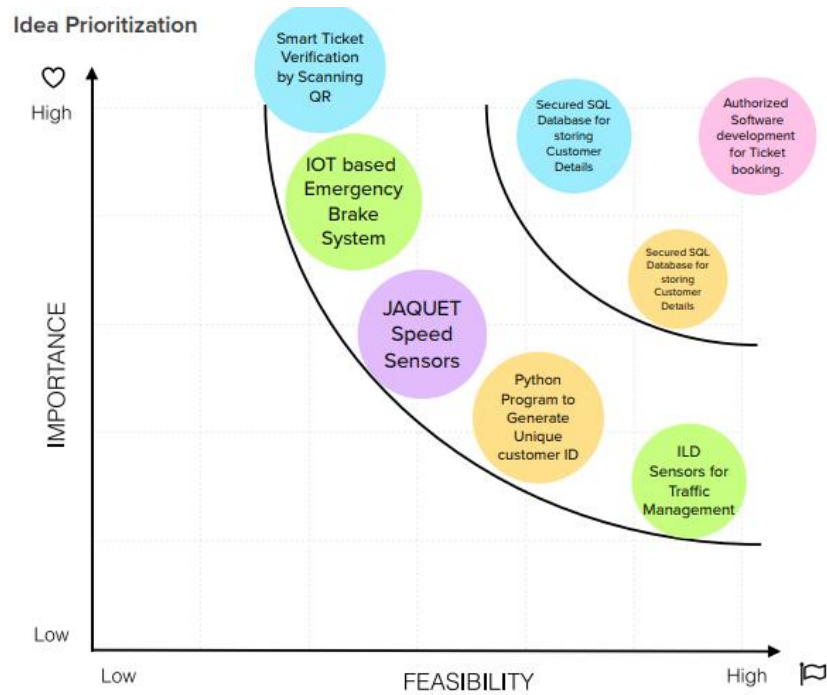 Idea Prioritization
Smart Ticket
Verification
by Scanning
QR
High
Secured SQL
Database for
storing
Customer
Details
Authorized
Software
development
for Ticket
booking.
IOT based
Emergency
Brake
System
Secured SQL
Database for
storing
Customer
Details
JAQUET
Speed
Sensors
IMPORTANCE
Python
Program to
Generate
Unique
customer ID
ILD
Sensors for
Traffic
Management
Low
Low
FEASIBILITY
High